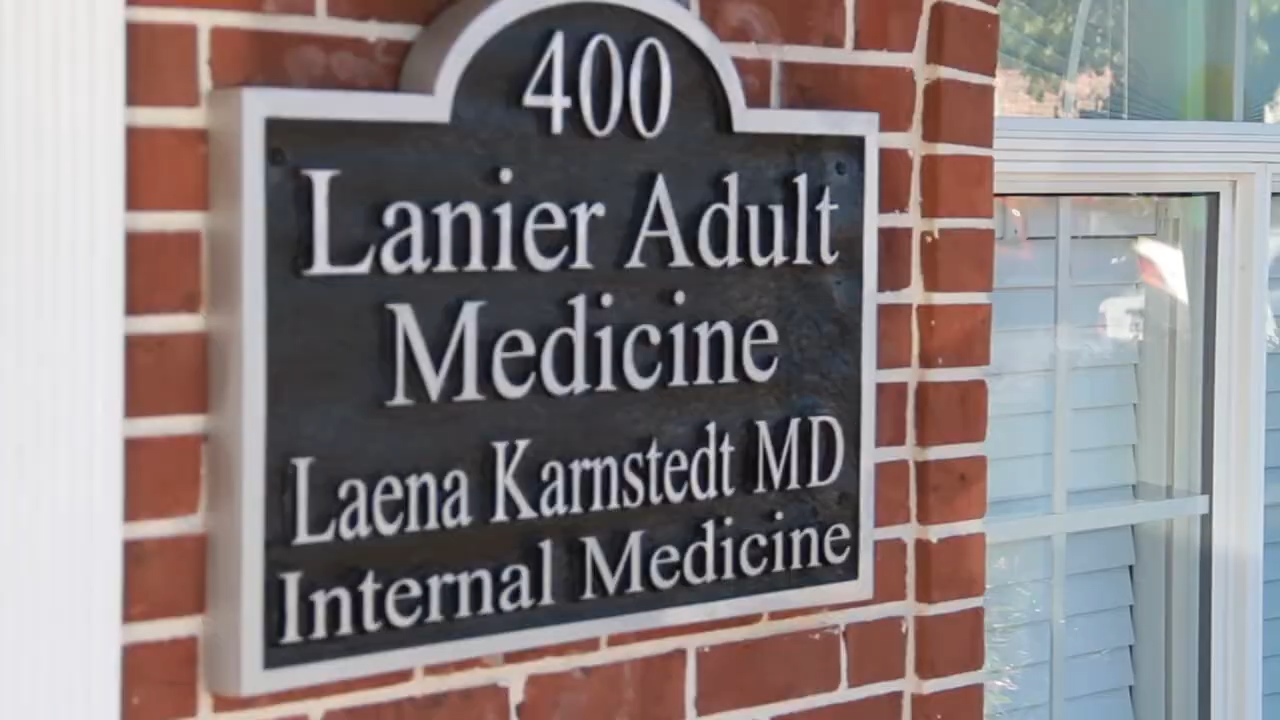 400
Lanier Adult
Medicine
Laena Karnstedt MD
Internal Medicine